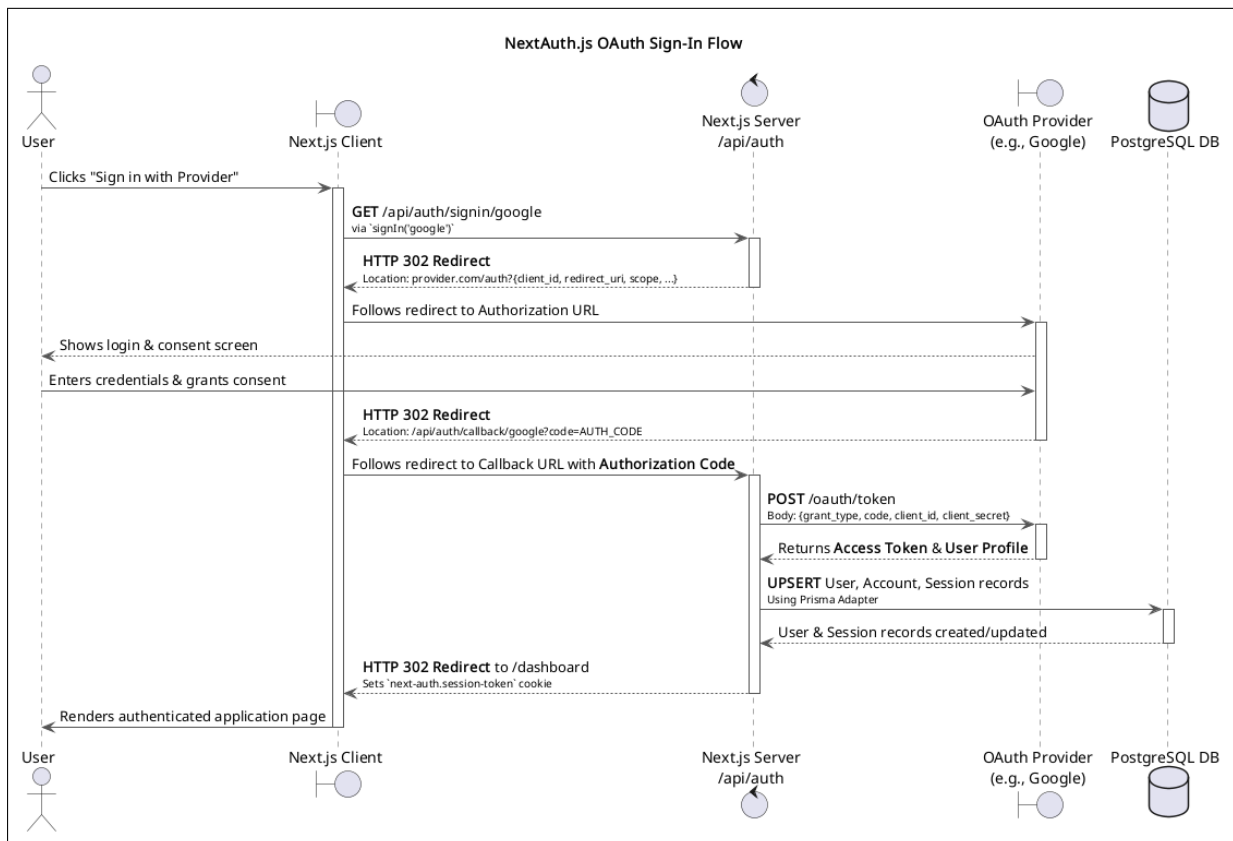 NextAuth.js OAuth Sign-In Flow
User
Next.js Client
Next.js Server
/api/auth
OAuth Provider
(e.g., Google)
PostgreSQL DB
Clicks "Sign in with Provider"
GET /api/auth/signin/google
via `signIn('google')`
HTTP 302 Redirect
Location: provider.com/auth?{client_id, redirect_uri, scope, ...}
Follows redirect to Authorization URL
Shows login & consent screen
Enters credentials & grants consent
HTTP 302 Redirect
Location: /api/auth/callback/google?code=AUTH_CODE
Follows redirect to Callback URL with Authorization Code
POST /oauth/token
Body: {grant_type, code, client_id, client_secret}
Returns Access Token & User Profile
UPSERT User, Account, Session records
Using Prisma Adapter
User & Session records created/updated
HTTP 302 Redirect to /dashboard
Sets `next-auth.session-token` cookie
Renders authenticated application page
User
Next.js Client
Next.js Server
/api/auth
OAuth Provider
(e.g., Google)
PostgreSQL DB